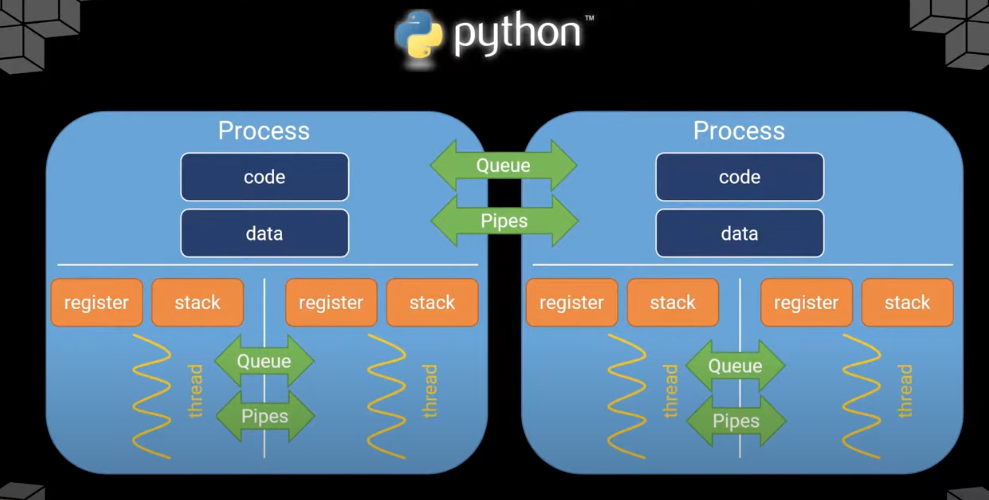 python™
Process
code
data
register
stack
register
stack
thread
Queue
Pipes
thread
Queue
Pipes
Process
code
data
register
stack
register
stack
thread
Queue
Pipes
thread